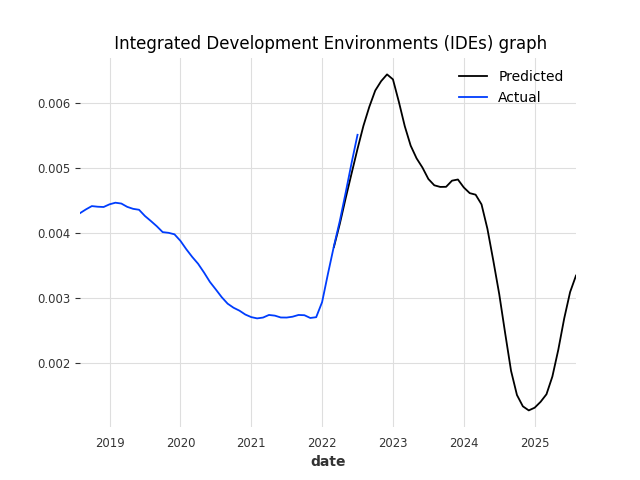 Integrated Development Environments (IDEs) graph
Predicted
Actual
0.006
0.005
0.004
0.003
0.002
2019 2020 2021 2022 2023 2024 2025
date